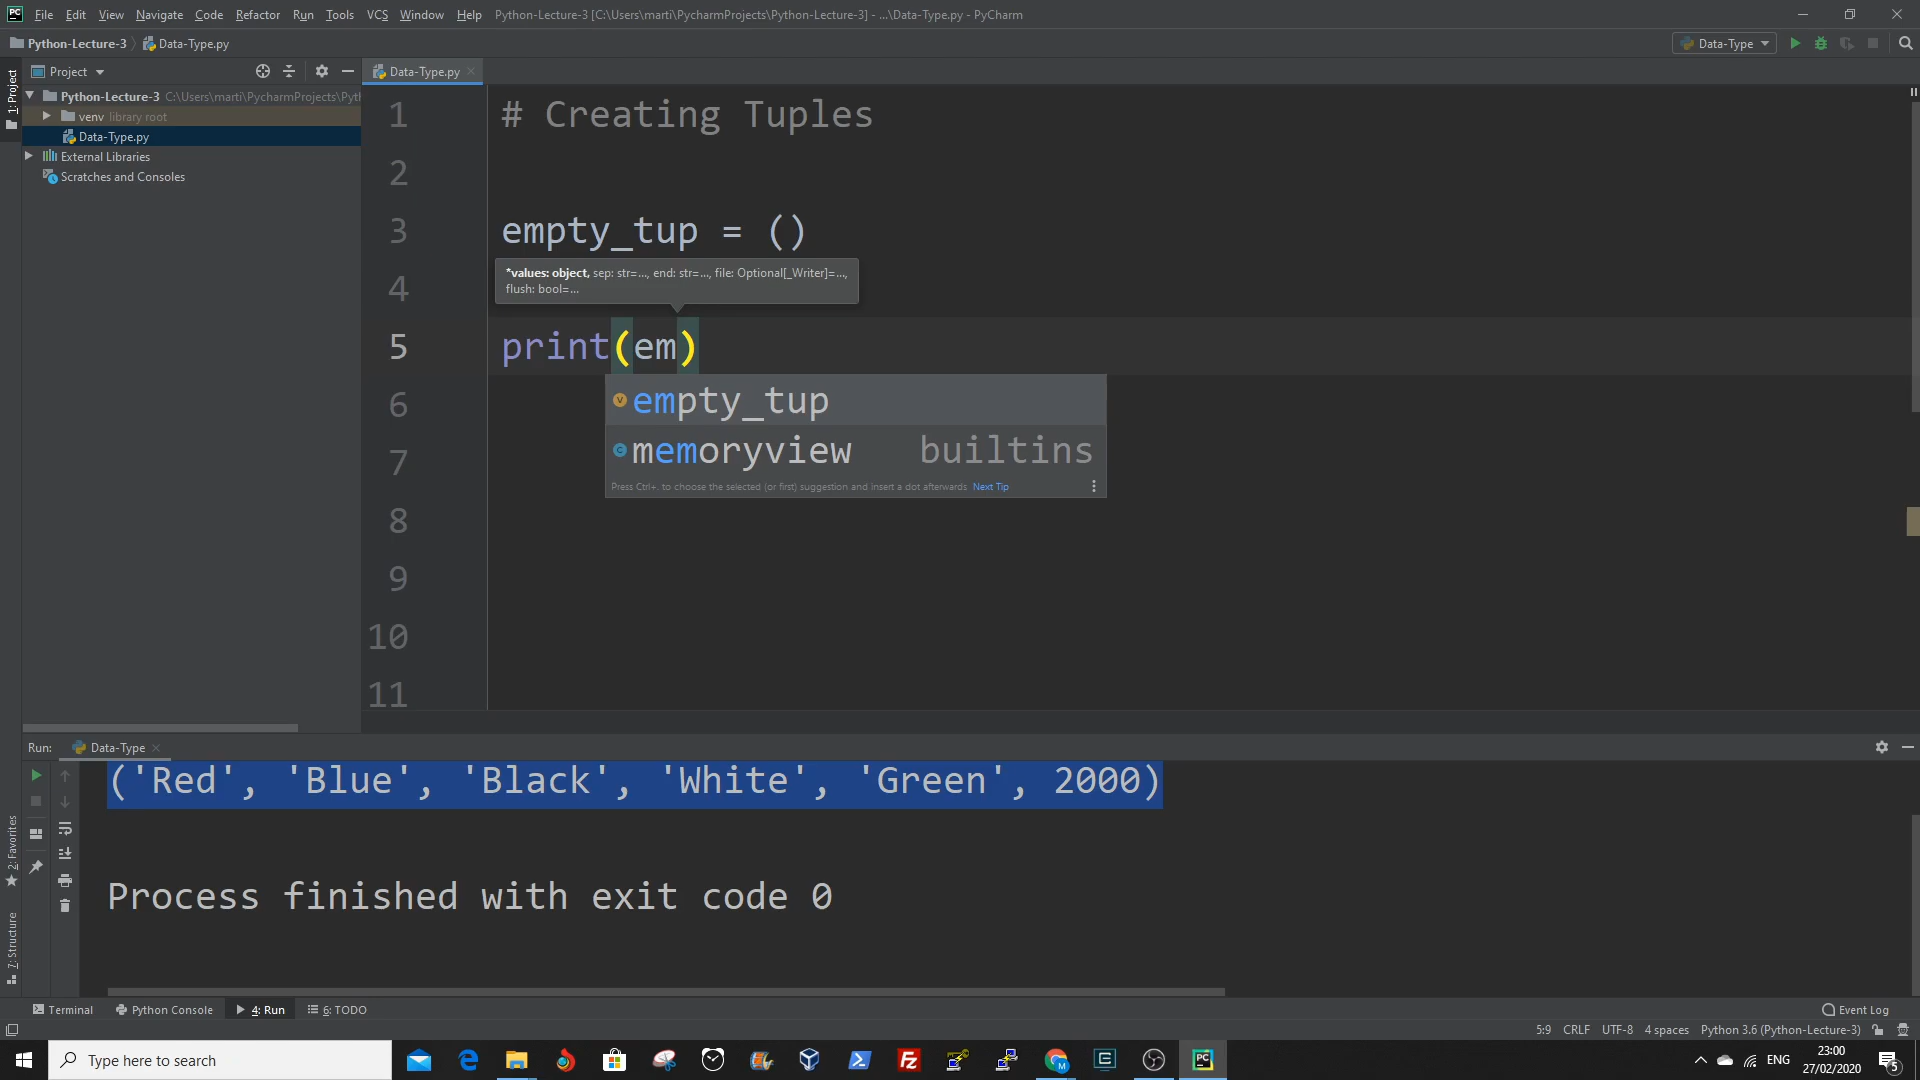 PC File Edit View Navigate Code Refactor Run Tools VCS Window Help Python-Lecture-3 [C:\Users\marti\PycharmProjects\Python-Lecture-3] - ...\Data-Type.py - PyCharm
Python-Lecture-3 Data-Type.py Data-Type
1: Project
Project Data-Type.py
Python-Lecture-3 C:\Users\marti\PycharmProjects\Pyth
venv library root
Data-Type.py
External Libraries
Scratches and Consoles
1 # Creating Tuples
2
3 empty_tup = ()
*values: object, sep: str=..., end: str=..., file: Optional[_Writer]=...,
flush: bool=...
4
5 print(em)
6
empty_tup
memoryview builtins
Press Ctrl+. to choose the selected (or first) suggestion and insert a dot afterwards Next Tip
7
8
9
10
11
Run: Data-Type
('Red', 'Blue', 'Black', 'White', 'Green', 2000)
Process finished with exit code 0
2: Favorites
7: Structure
Terminal Python Console 4: Run 6: TODO Event Log
5:9 CRLF UTF-8 4 spaces Python 3.6 (Python-Lecture-3)
Type here to search
ENG
23:00
27/02/2020
5